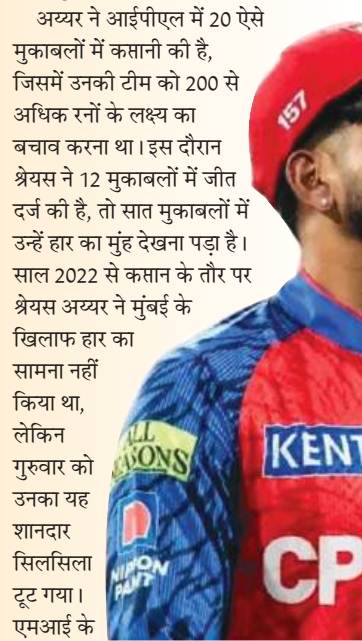 अय्यर ने आईपीएल में 20 ऐसे
मुकाबलों में कप्तानी की है,
जिसमें उनकी टीम को 200 से
अधिक रनों के लक्ष्य का
बचाव करना था। इस दौरान
श्रेयस ने 12 मुकाबलों में जीत
दर्ज की है, तो सात मुकाबलों में
उन्हें हार का मुंह देखना पड़ा है।
साल 2022 से कप्तान के तौर पर
श्रेयस अय्यर ने मुंबई के
खिलाफ हार का
सामना नहीं
किया था,
लेकिन
गुरुवार को
उनका यह
शानदार
सिलसिला
टूट गया।
एमआई के
157
ALL
SEASONS
NIPPON
PAINT
KENT
CP